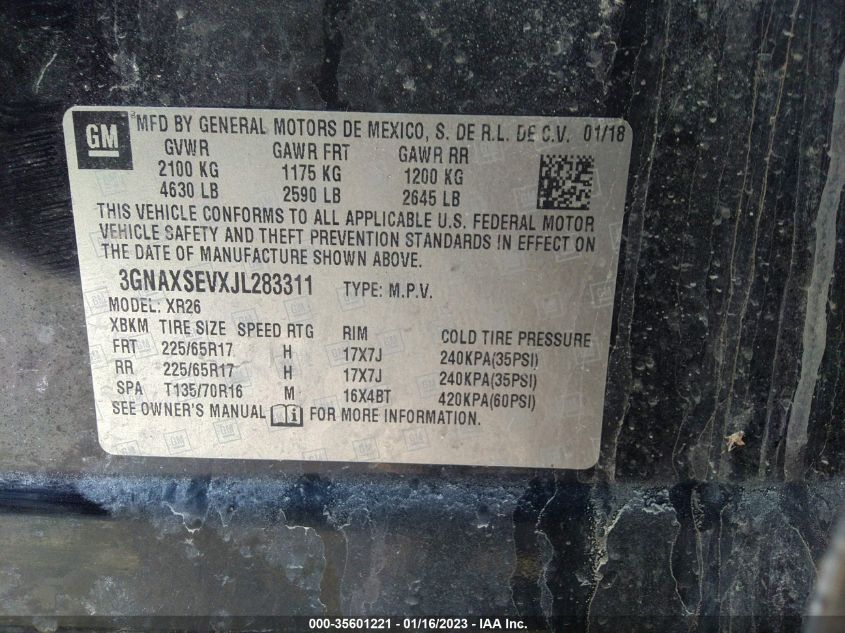 GM
MFD BY GENERAL MOTORS DE MEXICO, S. DE R.L. DE C.V. 01/18
GVWR GAWR FRT GAWR RR
2100 KG 1175 KG 1200 KG
4630 LB 2590 LB 2645 LB
THIS VEHICLE CONFORMS TO ALL APPLICABLE U.S. FEDERAL MOTOR
VEHICLE SAFETY AND THEFT PREVENTION STANDARDS IN EFFECT ON
THE DATE OF MANUFACTURE SHOWN ABOVE.
3GNAXSEVXJL283311 TYPE: M.P.V.
MODEL: XR26
XBKM TIRE SIZE SPEED RTG RIM COLD TIRE PRESSURE
FRT 225/65R17 H 17X7J 240KPA(35PSI)
RR 225/65R17 H 17X7J 240KPA(35PSI)
SPA T135/70R16 M 16X4BT 420KPA(60PSI)
SEE OWNER'S MANUAL FOR MORE INFORMATION.
000-35601221 - 01/16/2023 - IAA Inc.